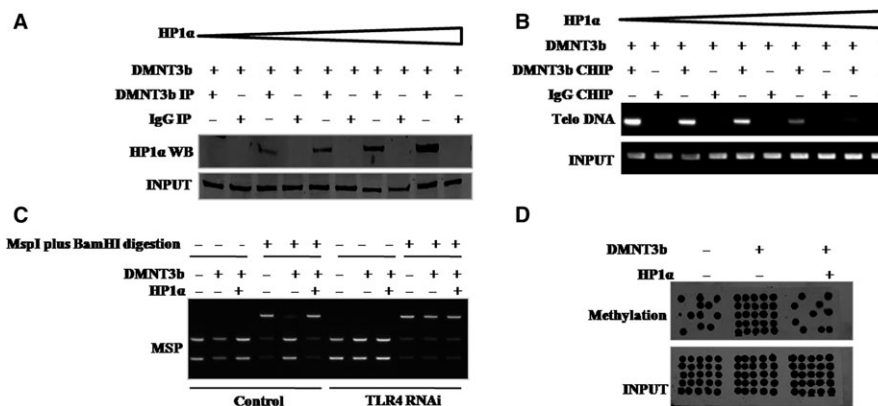 A
HP1α
DMNT3b + + + + + + + + + +
DMNT3b IP + – + – + – + – + –
IgG IP – + – + – + – + – +
HP1α WB
INPUT
B
HP1α
DMNT3b + + + + + + + + +
DMNT3b CHIP + – + – + – + – +
IgG CHIP – + – + – + – + –
Telo DNA
INPUT
C
MspI plus BamHI digestion – – – + + + – – – + + +
DMNT3b – + + – + + – + + – + +
HP1α – – + – – + – – + – – +
MSP
Control TLR4 RNAi
D
DMNT3b – + +
HP1α – – +
Methylation
INPUT